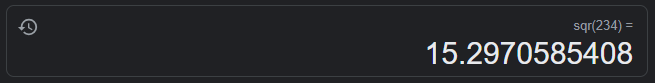 sqr(234) =
15.2970585408